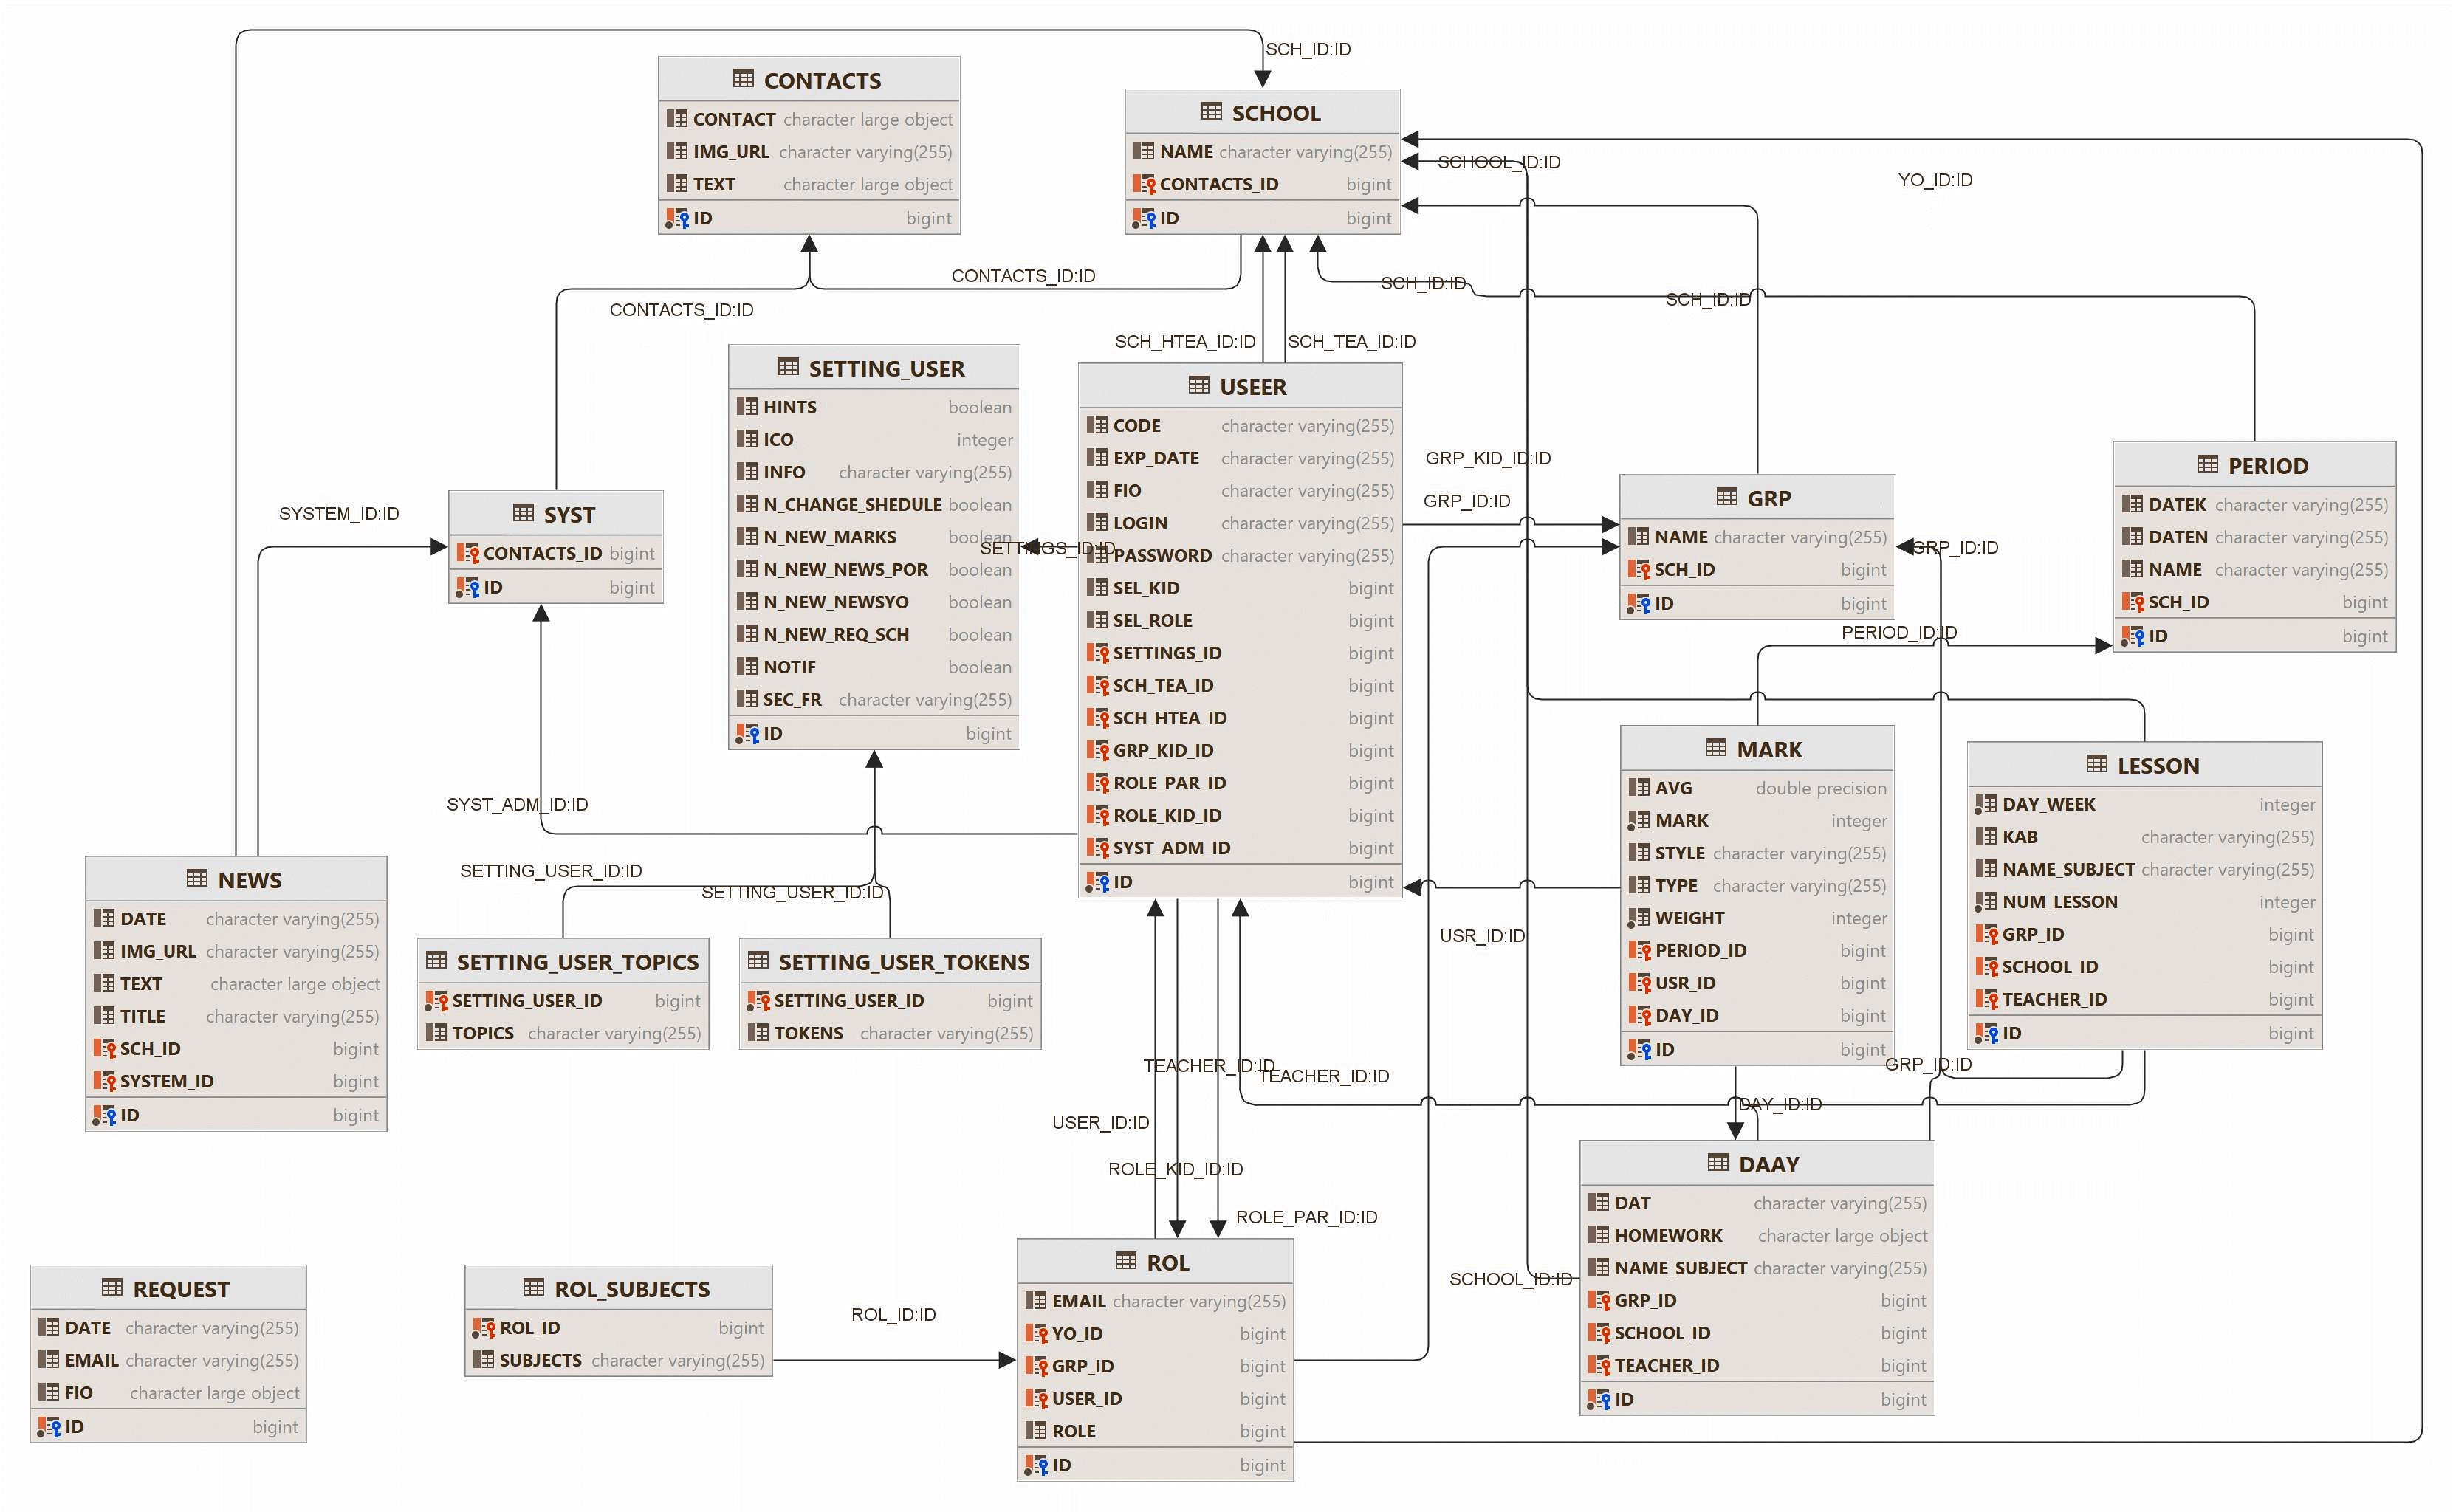 SCH_ID:ID
CONTACTS
CONTACT character large object
IMG_URL character varying(255)
TEXT character large object
ID bigint
SCHOOL
NAME character varying(255)
CONTACTS_ID bigint
ID bigint
SCHOOL_ID:ID
YO_ID:ID
CONTACTS_ID:ID
CONTACTS_ID:ID
SCH_ID:ID
SCH_ID:ID
SCH_HTEA_ID:ID
SCH_TEA_ID:ID
SETTING_USER
HINTS boolean
ICO integer
INFO character varying(255)
N_CHANGE_SHEDULE boolean
N_NEW_MARKS boolean
N_NEW_NEWS_POR boolean
N_NEW_NEWSYO boolean
N_NEW_REQ_SCH boolean
NOTIF boolean
SEC_FR character varying(255)
ID bigint
SETTINGS_ID:ID
USEER
CODE character varying(255)
EXP_DATE character varying(255)
FIO character varying(255)
LOGIN character varying(255)
PASSWORD character varying(255)
SEL_KID bigint
SEL_ROLE bigint
SETTINGS_ID bigint
SCH_TEA_ID bigint
SCH_HTEA_ID bigint
GRP_KID_ID bigint
ROLE_PAR_ID bigint
ROLE_KID_ID bigint
SYST_ADM_ID bigint
ID bigint
GRP_KID_ID:ID
GRP_ID:ID
GRP
NAME character varying(255)
SCH_ID bigint
ID bigint
GRP_ID:ID
PERIOD
DATEK character varying(255)
DATEN character varying(255)
NAME character varying(255)
SCH_ID bigint
ID bigint
PERIOD_ID:ID
SYSTEM_ID:ID
SYST
CONTACTS_ID bigint
ID bigint
SYST_ADM_ID:ID
MARK
AVG double precision
MARK integer
STYLE character varying(255)
TYPE character varying(255)
WEIGHT integer
PERIOD_ID bigint
USR_ID bigint
DAY_ID bigint
ID bigint
LESSON
DAY_WEEK integer
KAB character varying(255)
NAME_SUBJECT character varying(255)
NUM_LESSON integer
GRP_ID bigint
SCHOOL_ID bigint
TEACHER_ID bigint
ID bigint
NEWS
DATE character varying(255)
IMG_URL character varying(255)
TEXT character large object
TITLE character varying(255)
SCH_ID bigint
SYSTEM_ID bigint
ID bigint
SETTING_USER_ID:ID
SETTING_USER_ID:ID
SETTING_USER_TOPICS
SETTING_USER_ID bigint
TOPICS character varying(255)
SETTING_USER_TOKENS
SETTING_USER_ID bigint
TOKENS character varying(255)
USR_ID:ID
TEACHER_ID:ID
TEACHER_ID:ID
GRP_ID:ID
DAY_ID:ID
USER_ID:ID
ROLE_KID_ID:ID
ROLE_PAR_ID:ID
DAAY
DAT character varying(255)
HOMEWORK character large object
NAME_SUBJECT character varying(255)
GRP_ID bigint
SCHOOL_ID bigint
TEACHER_ID bigint
ID bigint
SCHOOL_ID:ID
REQUEST
DATE character varying(255)
EMAIL character varying(255)
FIO character large object
ID bigint
ROL_SUBJECTS
ROL_ID bigint
SUBJECTS character varying(255)
ROL_ID:ID
ROL
EMAIL character varying(255)
YO_ID bigint
GRP_ID bigint
USER_ID bigint
ROLE bigint
ID bigint